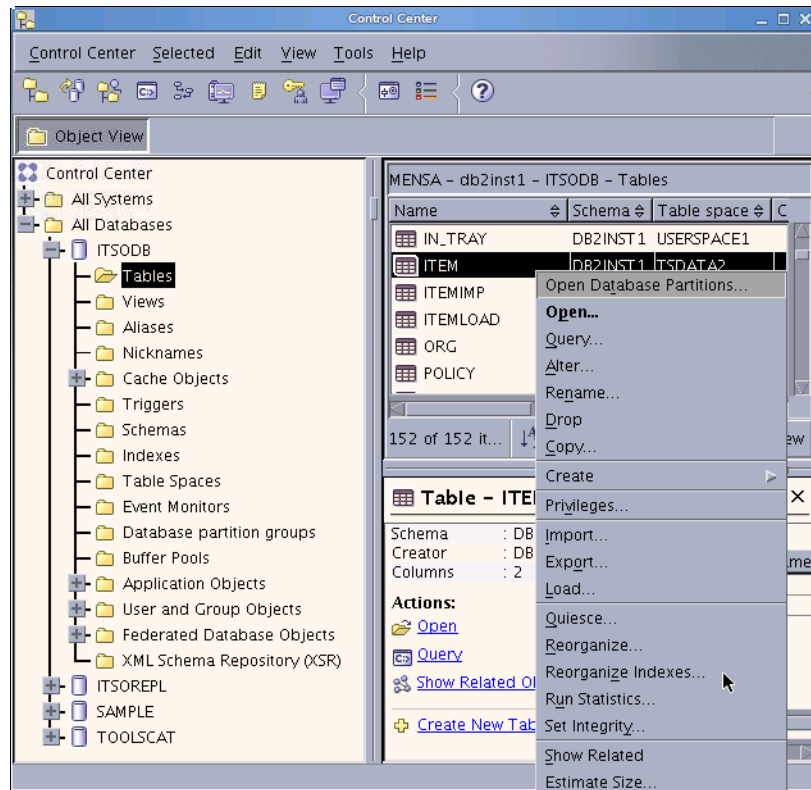 Control Center
Control Center Selected Edit View Tools Help
Object View
Control Center
All Systems
All Databases
ITSODB
Tables
Views
Aliases
Nicknames
Cache Objects
Triggers
Schemas
Indexes
Table Spaces
Event Monitors
Database partition groups
Buffer Pools
Application Objects
User and Group Objects
Federated Database Objects
XML Schema Repository (XSR)
ITSOREPL
SAMPLE
TOOLSCAT
MENSA - db2inst1 - ITSODB - Tables
Name Schema Table space C
IN_TRAY DB2INST1 USERSPACE1
ITEM DB2INST1 TSDATA2
ITEMIMP
ITEMLOAD
ORG
POLICY
152 of 152 it...
ew
Table - ITE
Schema : DB
Creator : DB
Columns : 2
Actions:
Open
Query
Show Related O
Create New Tab
me
Open Database Partitions...
Open...
Query...
Alter...
Rename...
Drop
Copy...
Create
Privileges...
Import...
Export...
Load...
Quiesce...
Reorganize...
Reorganize Indexes...
Run Statistics...
Set Integrity...
Show Related
Estimate Size...